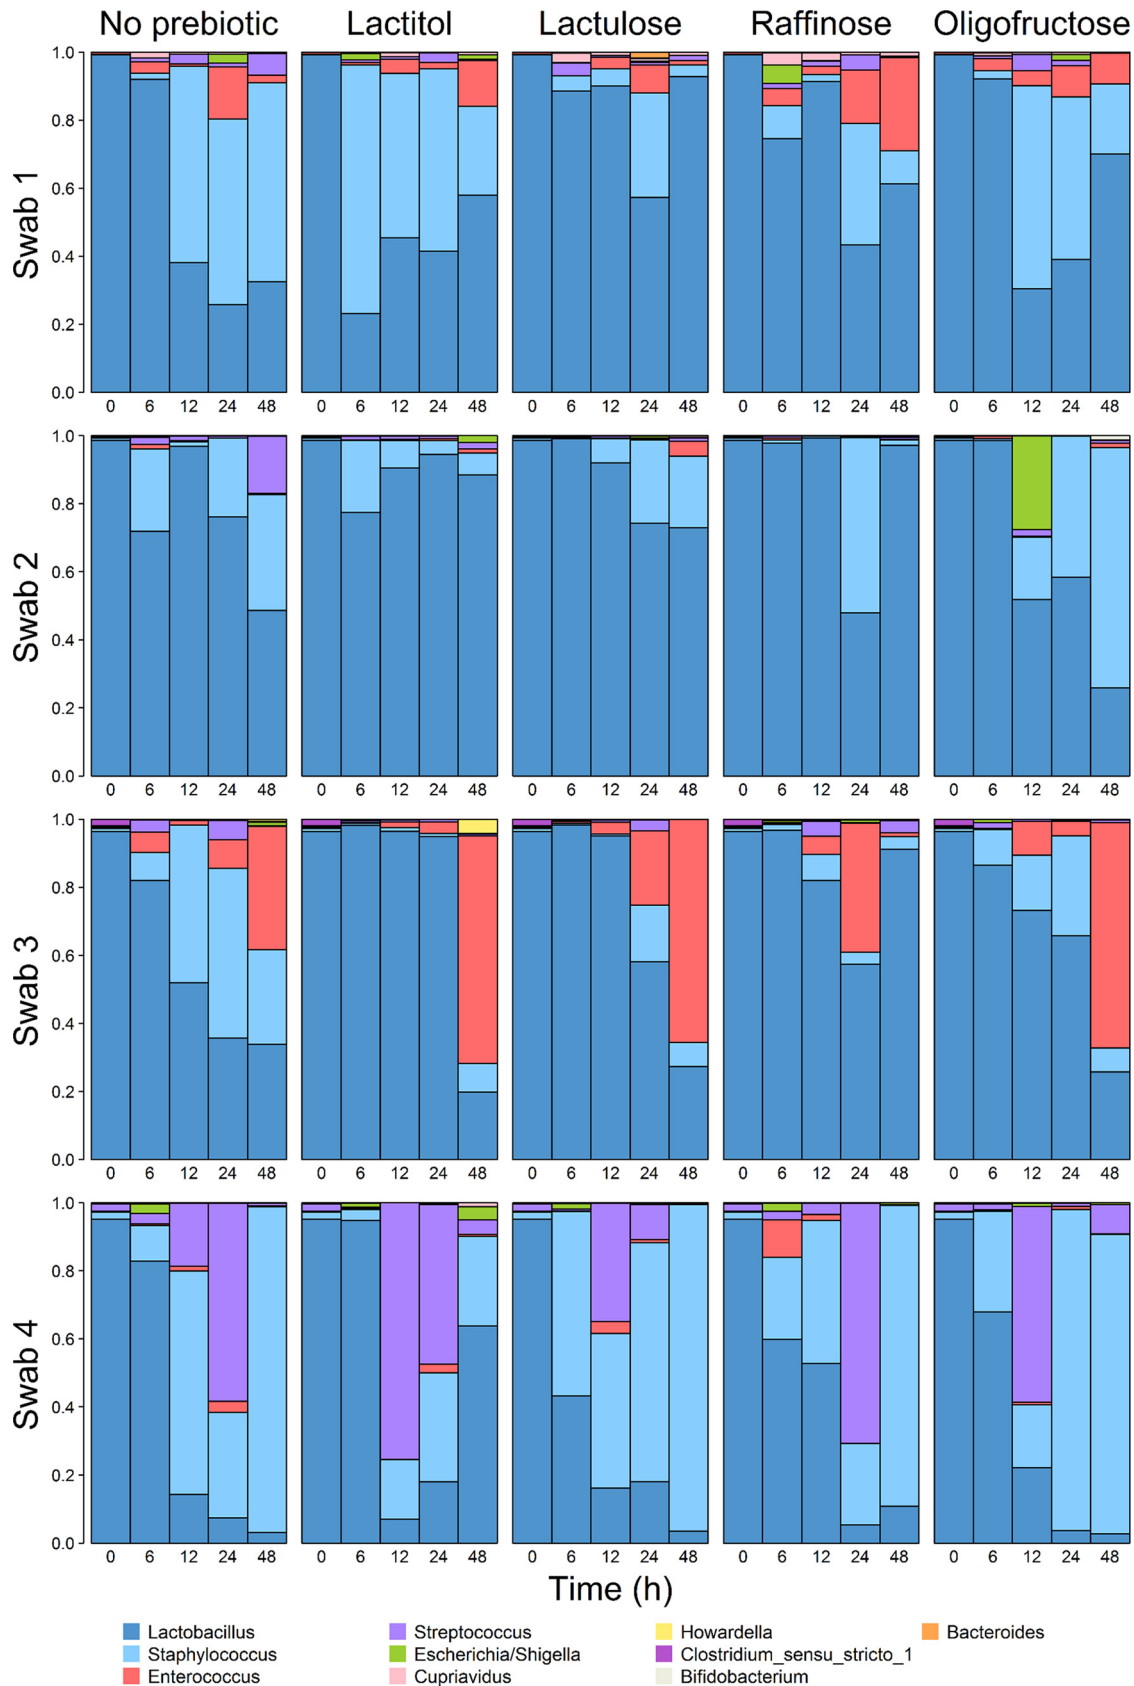 No prebiotic Lactitol Lactulose Raffinose Oligofructose
Swab 1
1.0
0.8
0.6
0.4
0.2
0.0
0 6 12 24 48 0 6 12 24 48 0 6 12 24 48 0 6 12 24 48 0 6 12 24 48
Swab 2
1.0
0.8
0.6
0.4
0.2
0.0
0 6 12 24 48 0 6 12 24 48 0 6 12 24 48 0 6 12 24 48 0 6 12 24 48
Swab 3
1.0
0.8
0.6
0.4
0.2
0.0
0 6 12 24 48 0 6 12 24 48 0 6 12 24 48 0 6 12 24 48 0 6 12 24 48
Swab 4
1.0
0.8
0.6
0.4
0.2
0.0
0 6 12 24 48 0 6 12 24 48 0 6 12 24 48 0 6 12 24 48 0 6 12 24 48
Time (h)
Lactobacillus Streptococcus Howardella Bacteroides
Staphylococcus Escherichia/Shigella Clostridium_sensu_stricto_1
Enterococcus Cupriavidus Bifidobacterium